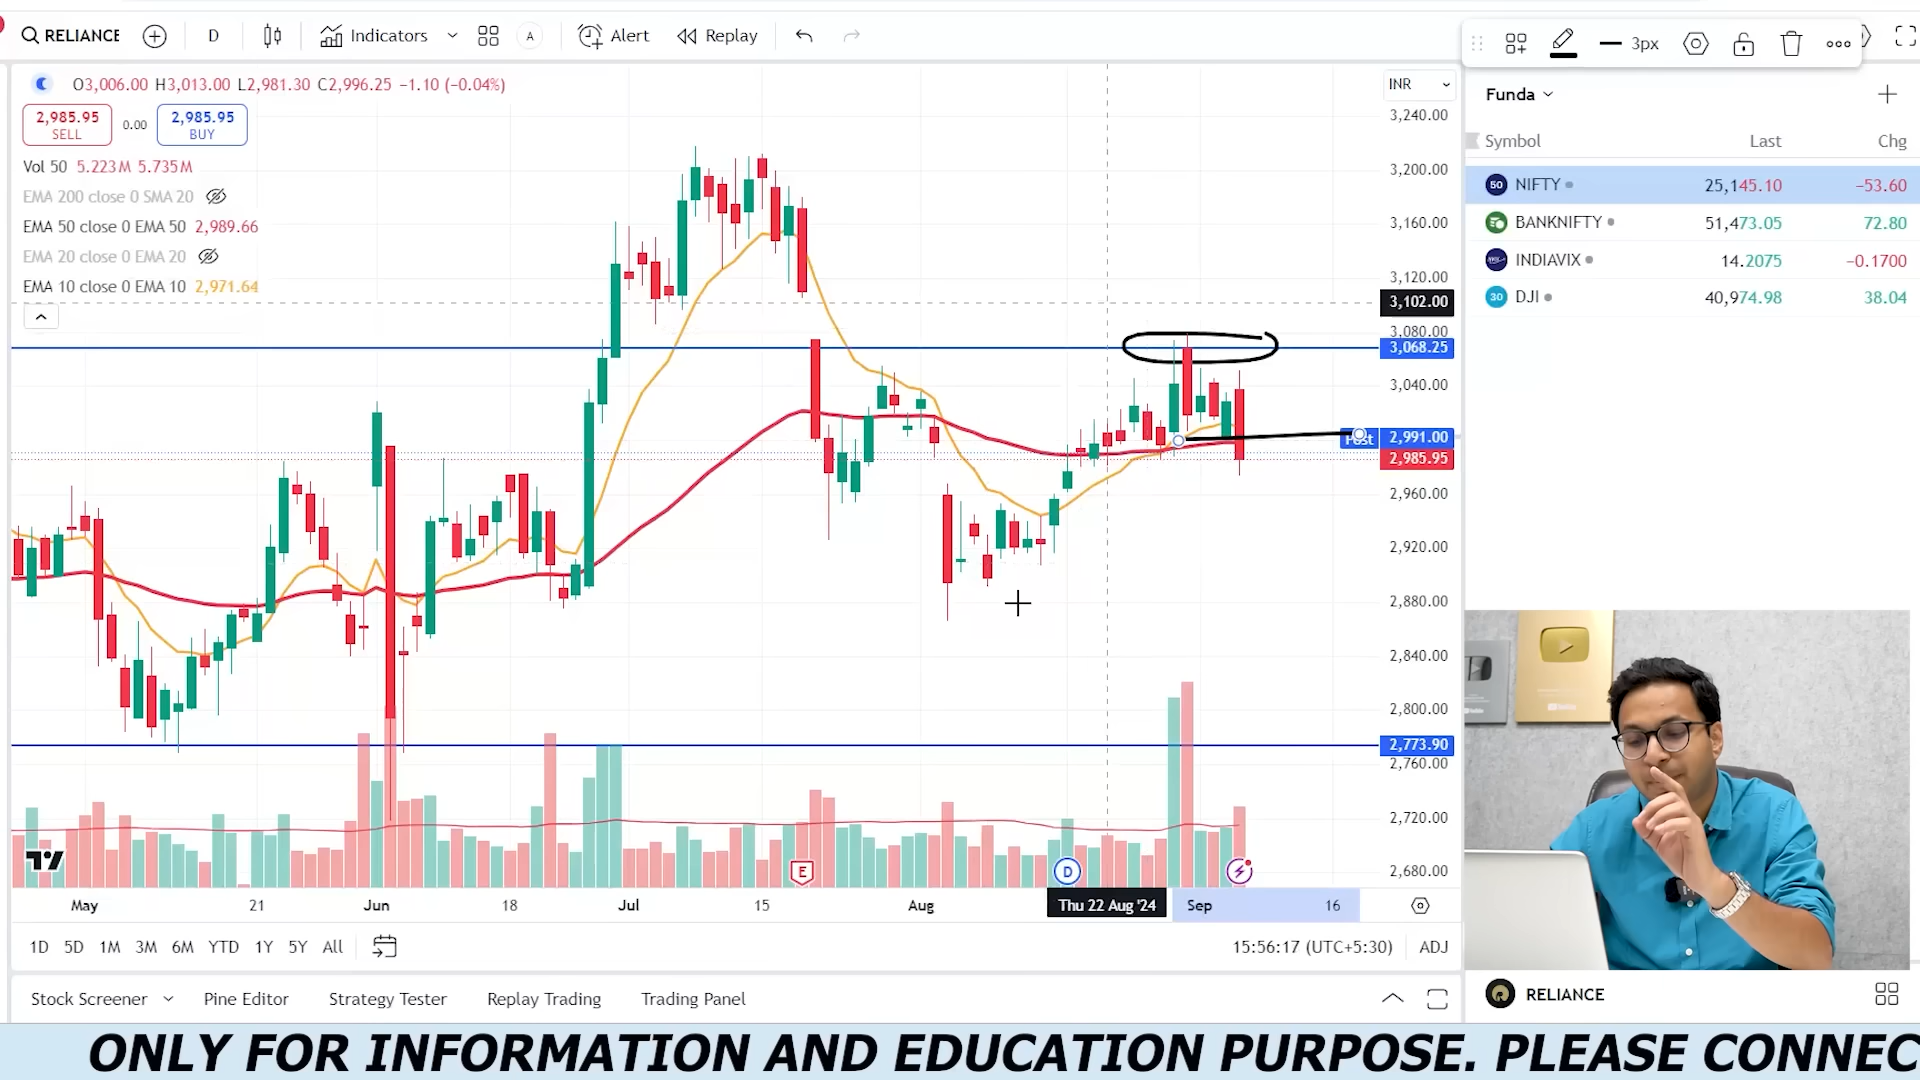 RELIANCE
D
Indicators
A
Alert
Replay
3px
O3,006.00 H3,013.00 L2,981.30 C2,996.25 −1.10 (−0.04%)
INR
2,985.95
SELL
0.00
2,985.95
BUY
Vol 50 5.223M 5.735M
EMA 200 close 0 SMA 20
EMA 50 close 0 EMA 50 2,989.66
EMA 20 close 0 EMA 20
EMA 10 close 0 EMA 10 2,971.64
3,240.00
3,200.00
3,160.00
3,120.00
3,102.00
3,080.00
3,068.25
3,040.00
Post 2,991.00
2,985.95
2,960.00
2,920.00
2,880.00
2,840.00
2,800.00
2,773.90
2,760.00
2,720.00
2,680.00
E
D
May 21 Jun 18 Jul 15 Aug Thu 22 Aug '24 Sep 16
1D 5D 1M 3M 6M YTD 1Y 5Y All
15:56:17 (UTC+5:30) ADJ
Stock Screener Pine Editor Strategy Tester Replay Trading Trading Panel
Funda
Symbol Last Chg
50 NIFTY 25,145.10 −53.60
BANKNIFTY 51,473.05 72.80
INDIAVIX 14.2075 −0.1700
30 DJI 40,974.98 38.04
RELIANCE
ONLY FOR INFORMATION AND EDUCATION PURPOSE. PLEASE CONNEC